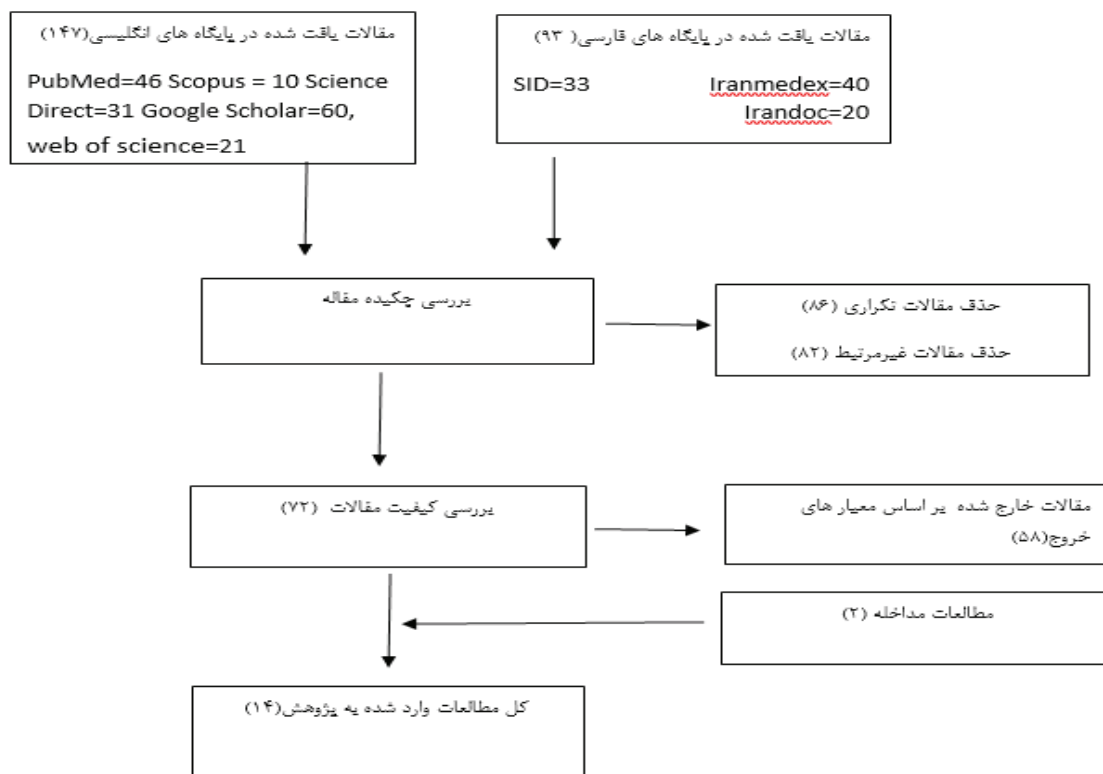 مقالات یافت شده در پایگاه های انگلیسی(۱۴۷)
PubMed=46 Scopus = 10 Science
Direct=31 Google Scholar=60,
web of science=21
مقالات یافت شده در پایگاه های فارسی( ۹۳)
SID=33 Iranmedex=40
Irandoc=20
بررسی چکیده مقاله
حذف مقالات تکراری (۸۶)
حذف مقالات غیرمرتبط (۸۲)
بررسی کیفیت مقالات (۷۲)
مقالات خارج شده بر اساس معیار های
خروج(۵۸)
مطالعات مداخله (۲)
کل مطالعات وارد شده به پژوهش(۱۴)